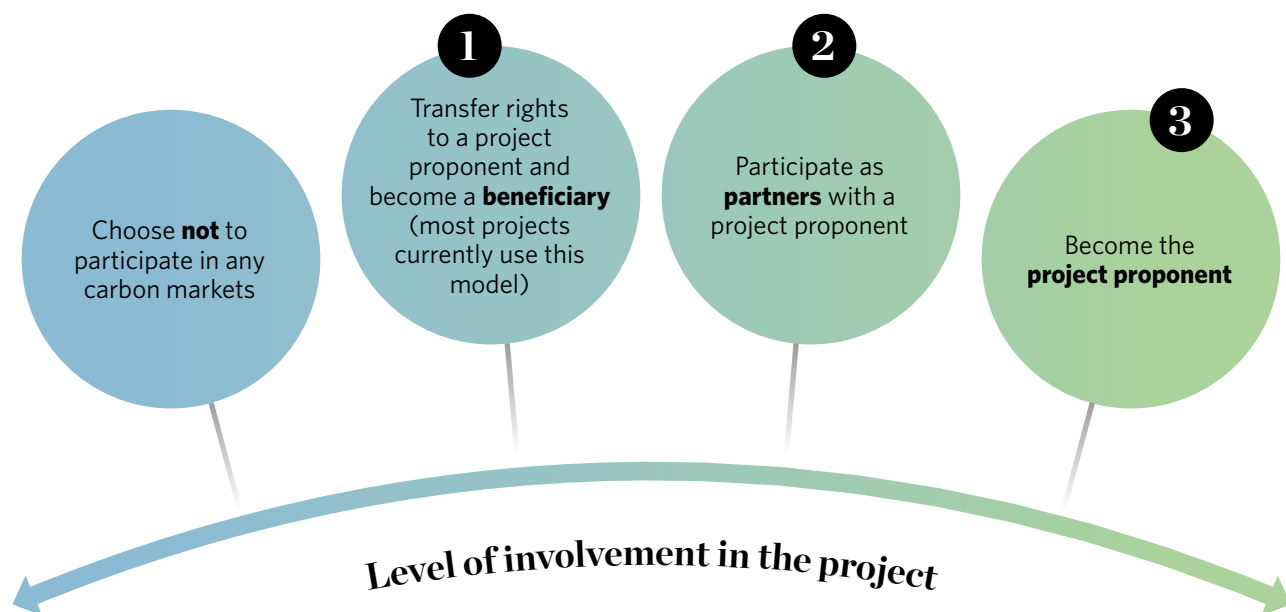 Choose not to
participate in any
carbon markets
1
Transfer rights
to a project
proponent and
become a beneficiary
(most projects
currently use this
model)
2
Participate as
partners with a
project proponent
3
Become the
project proponent
Level of involvement in the project